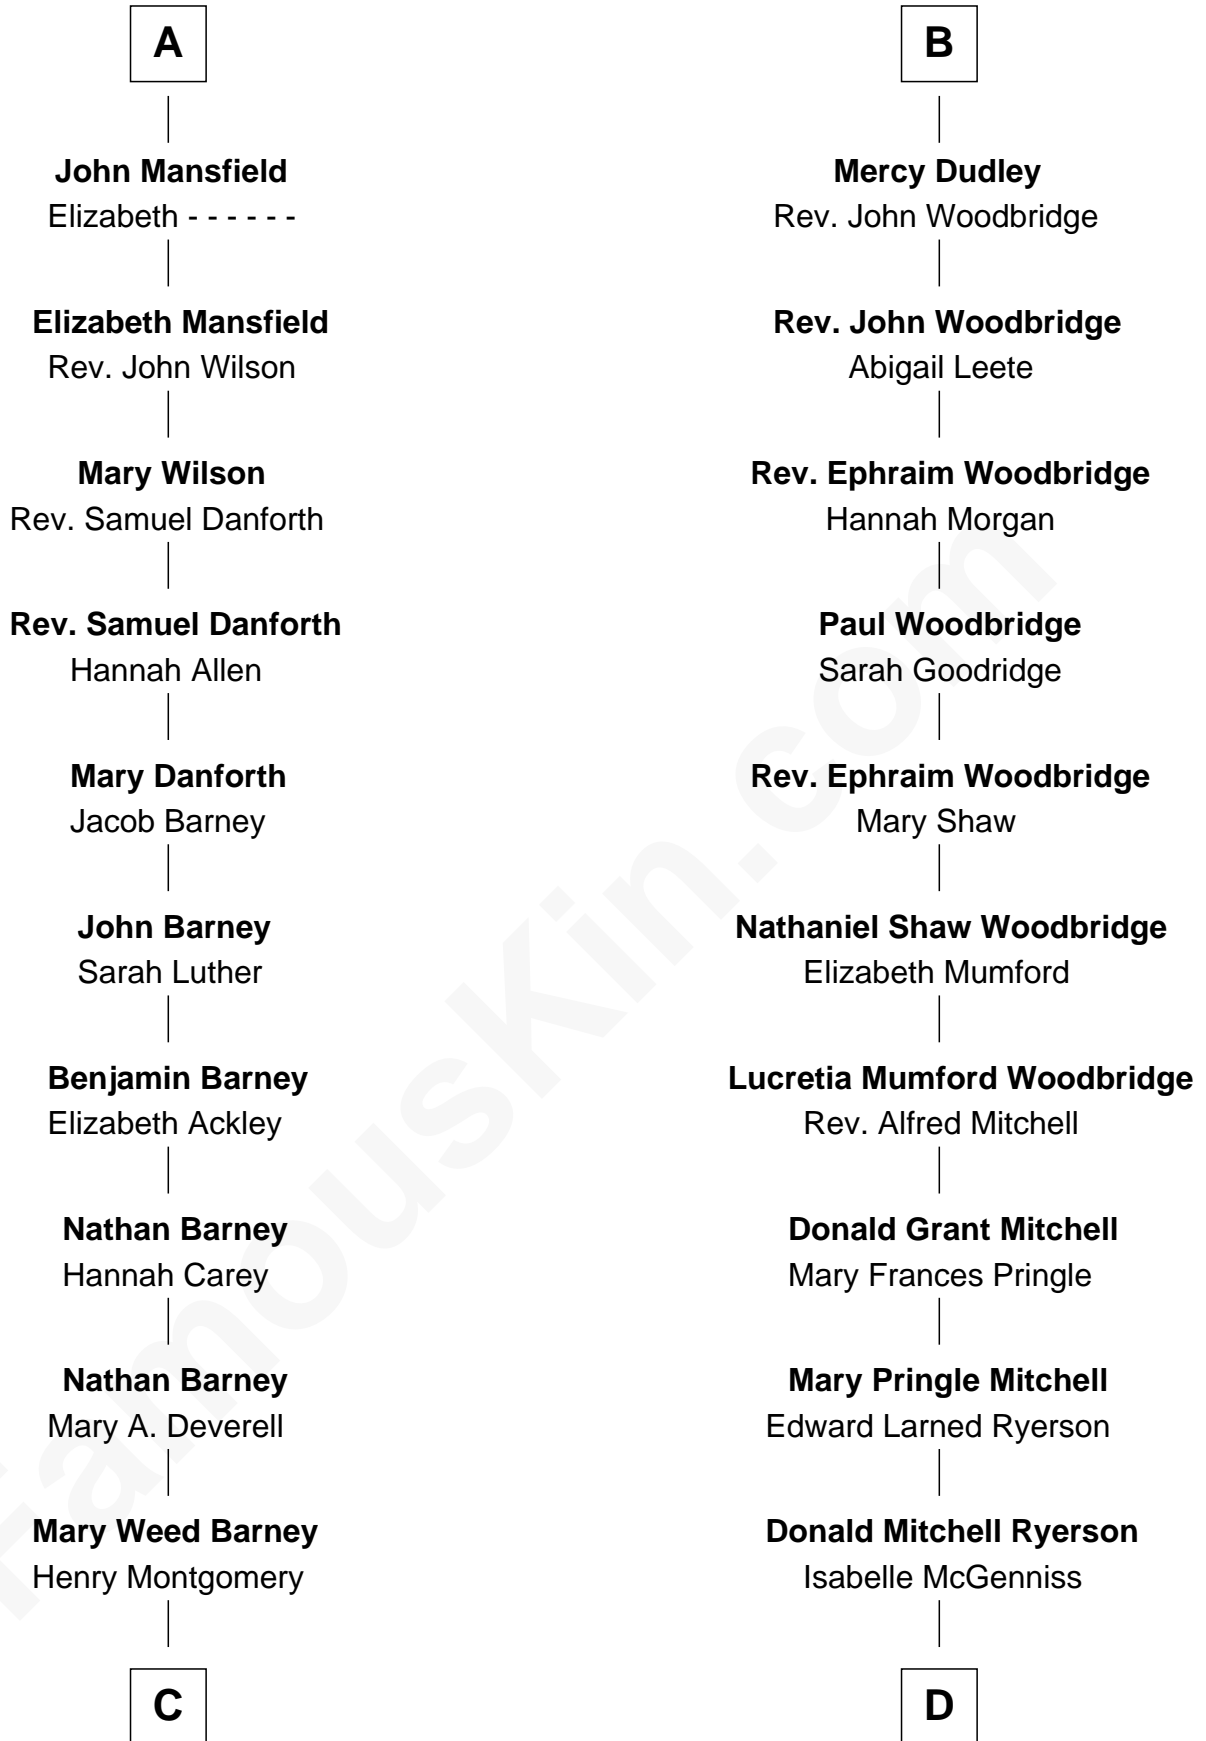 A
John Mansfield
Elizabeth - - - - - -
Elizabeth Mansfield
Rev. John Wilson
Mary Wilson
Rev. Samuel Danforth
Rev. Samuel Danforth
Hannah Allen
Mary Danforth
Jacob Barney
John Barney
Sarah Luther
Benjamin Barney
Elizabeth Ackley
Nathan Barney
Hannah Carey
Nathan Barney
Mary A. Deverell
Mary Weed Barney
Henry Montgomery
C
B
Mercy Dudley
Rev. John Woodbridge
Rev. John Woodbridge
Abigail Leete
Rev. Ephraim Woodbridge
Hannah Morgan
Paul Woodbridge
Sarah Goodridge
Rev. Ephraim Woodbridge
Mary Shaw
Nathaniel Shaw Woodbridge
Elizabeth Mumford
Lucretia Mumford Woodbridge
Rev. Alfred Mitchell
Donald Grant Mitchell
Mary Frances Pringle
Mary Pringle Mitchell
Edward Larned Ryerson
Donald Mitchell Ryerson
Isabelle McGenniss
D
FamousKin.com